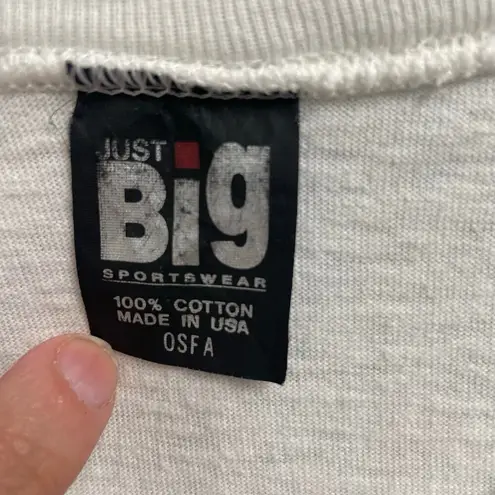 JUST
Big
SPORTSWEAR
100% COTTON
MADE IN USA
OSFA